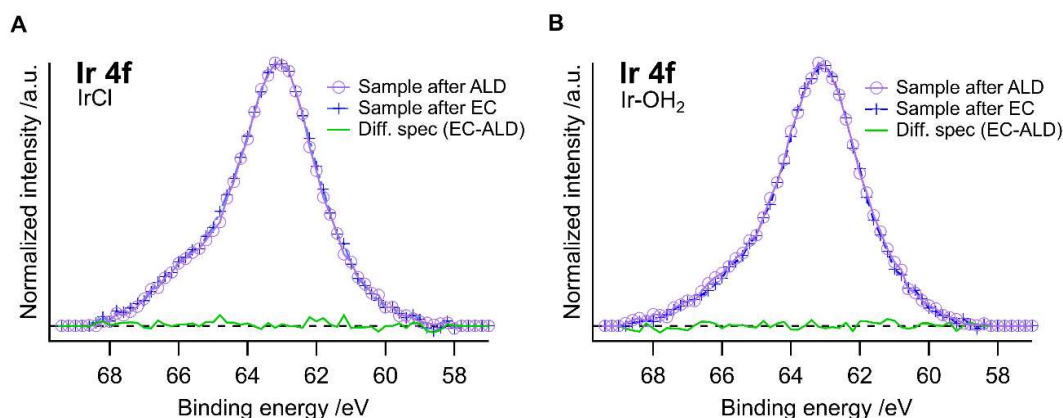 A
Ir 4f
IrCl
Sample after ALD
Sample after EC
Diff. spec (EC-ALD)
Normalized intensity /a.u.
68 66 64 62 60 58
Binding energy /eV
B
Ir 4f
Ir-OH₂
Sample after ALD
Sample after EC
Diff. spec (EC-ALD)
Normalized intensity /a.u.
68 66 64 62 60 58
Binding energy /eV